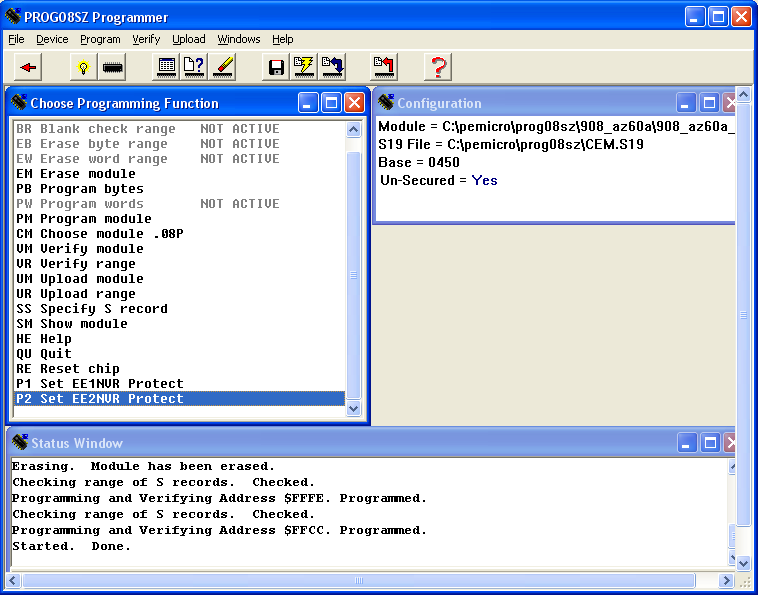 PROG08SZ Programmer
File Device Program Verify Upload Windows Help
Choose Programming Function
BR Blank check range NOT ACTIVE
EB Erase byte range NOT ACTIVE
EW Erase word range NOT ACTIVE
EM Erase module
PB Program bytes
PW Program words NOT ACTIVE
PM Program module
CM Choose module .08P
VM Verify module
VR Verify range
UM Upload module
UR Upload range
SS Specify S record
SM Show module
HE Help
QU Quit
RE Reset chip
P1 Set EE1NVR Protect
P2 Set EE2NVR Protect
Configuration
Module = C:\pemicro\prog08sz\908_az60a\908_az60a_
S19 File = C:\pemicro\prog08sz\CEM.S19
Base = 0450
Un-Secured = Yes
Status Window
Erasing. Module has been erased.
Checking range of S records. Checked.
Programming and Verifying Address $FFFE. Programmed.
Checking range of S records. Checked.
Programming and Verifying Address $FFCC. Programmed.
Started. Done.